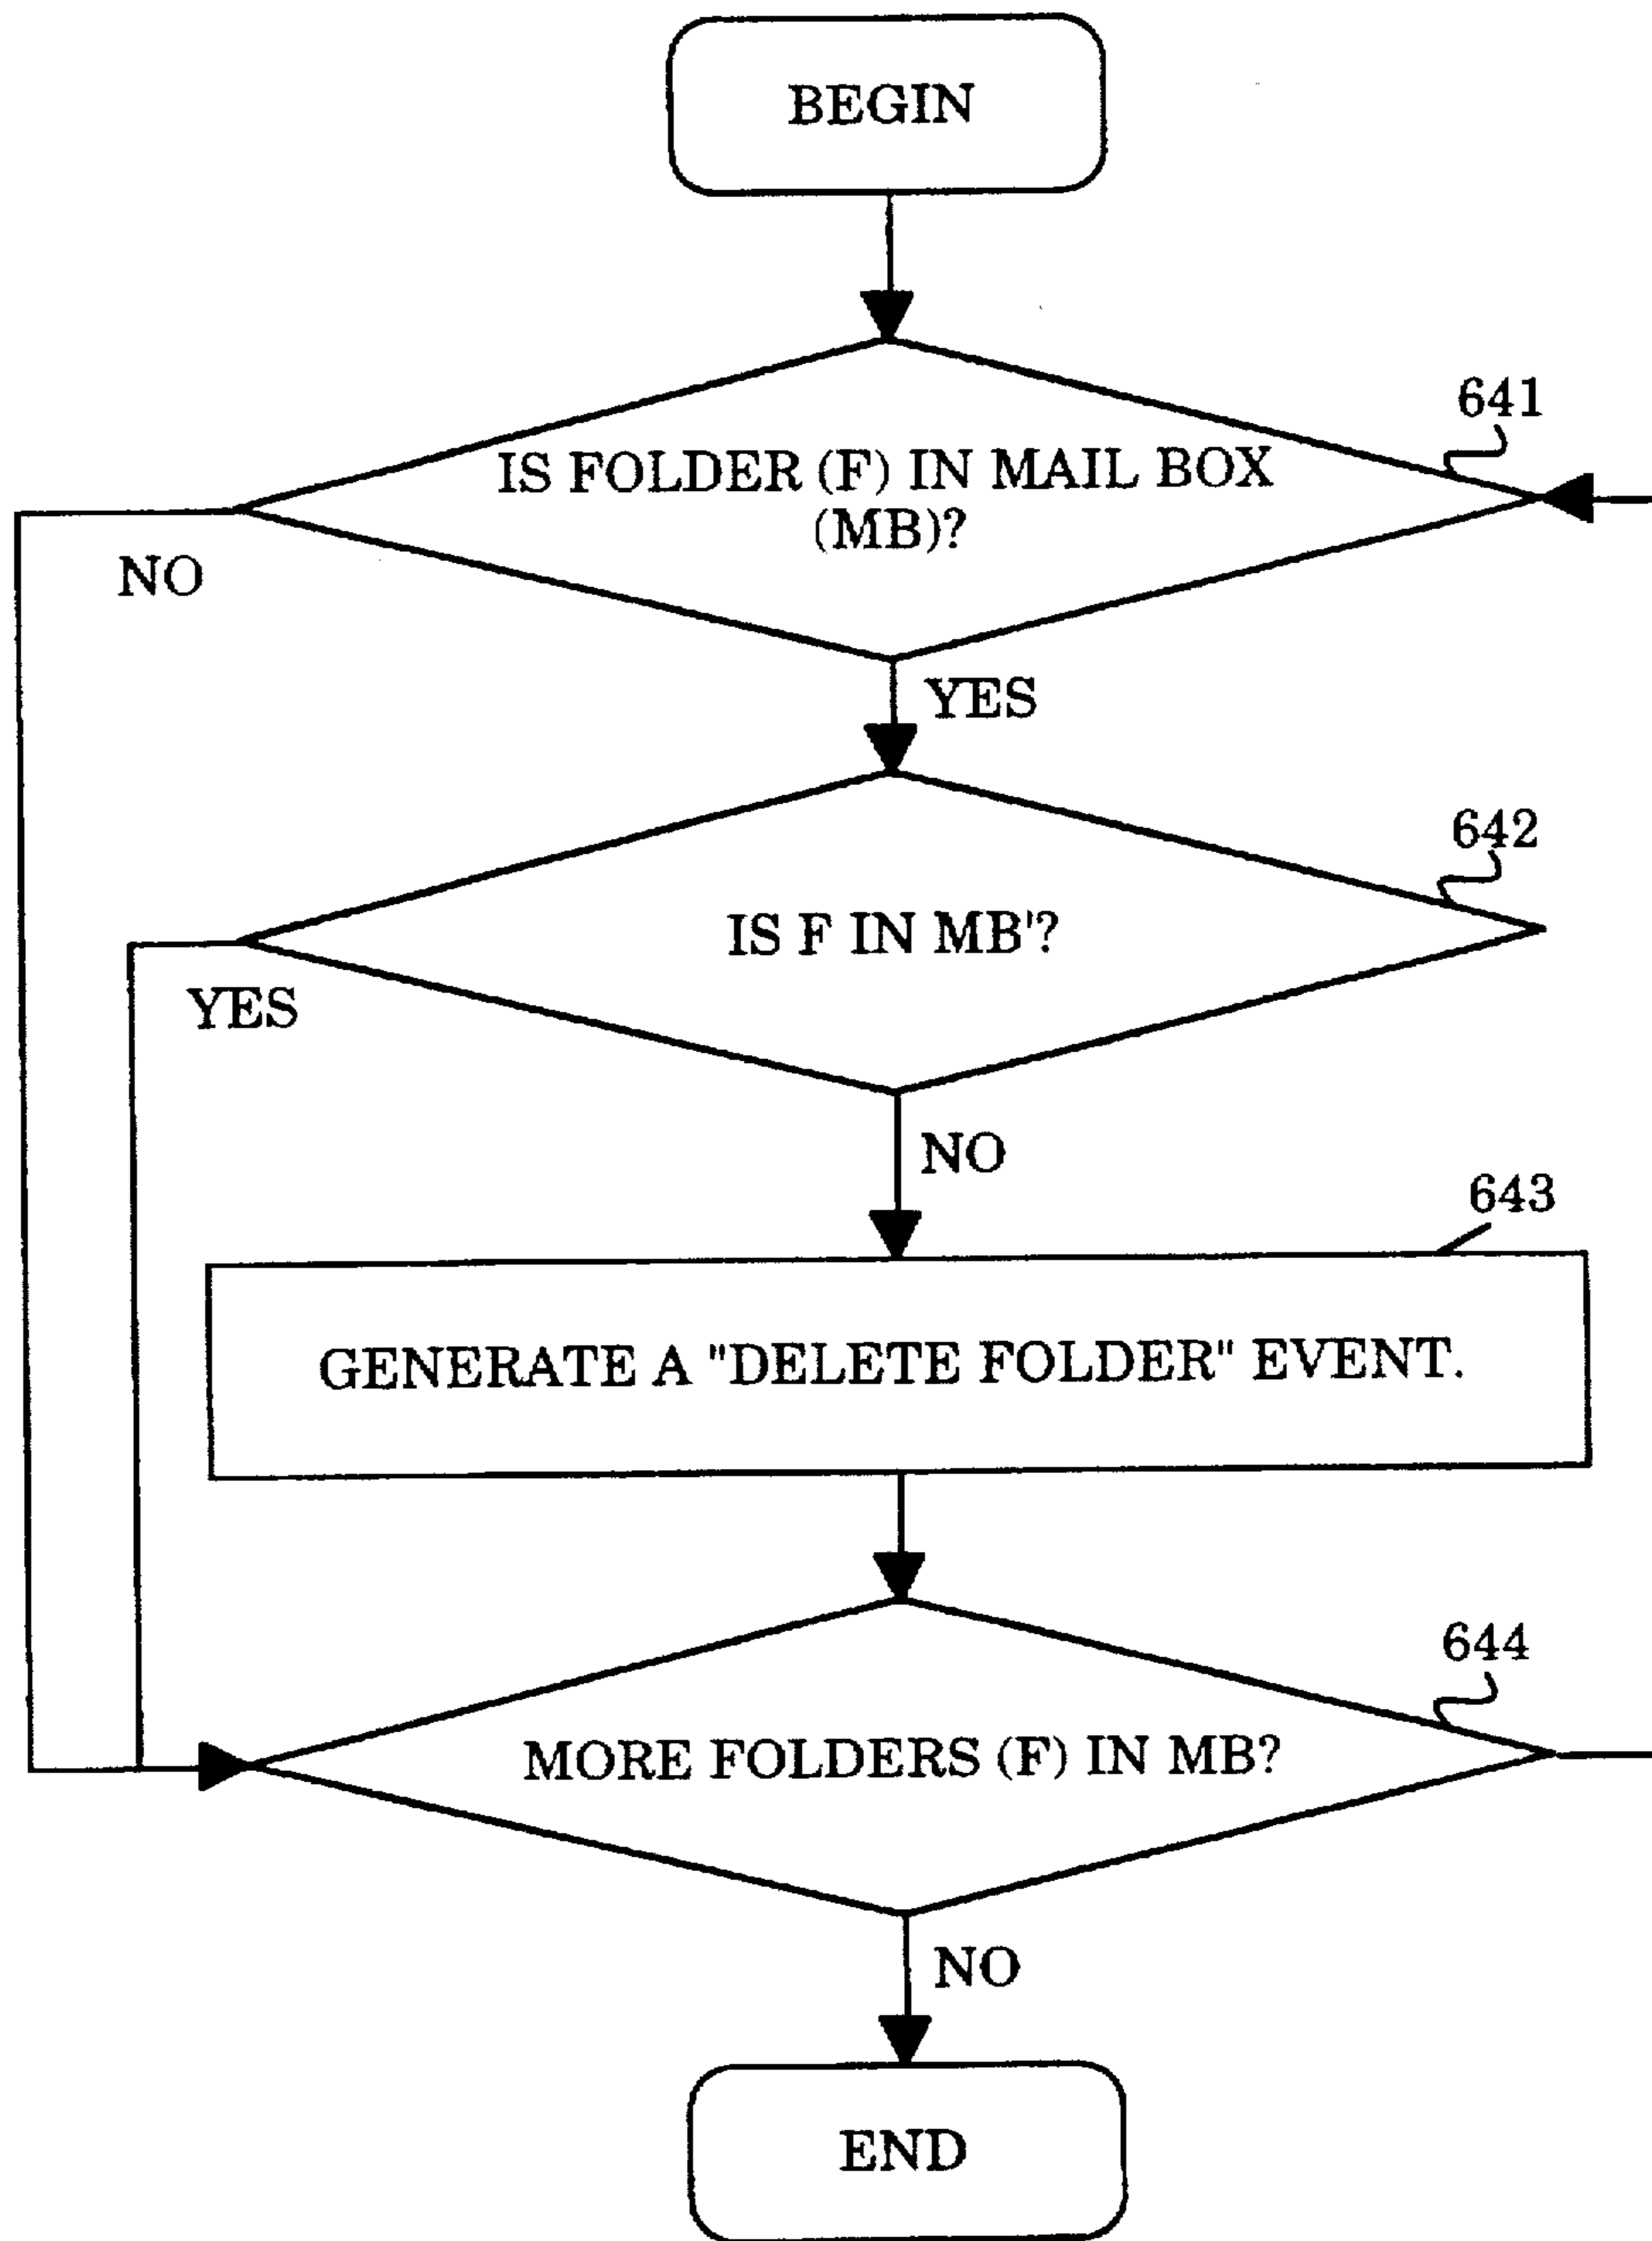 BEGIN
641
IS FOLDER (F) IN MAIL BOX
(MB)?
NO
YES
642
IS F IN MB'?
YES
NO
643
GENERATE A "DELETE FOLDER" EVENT.
644
MORE FOLDERS (F) IN MB?
NO
END